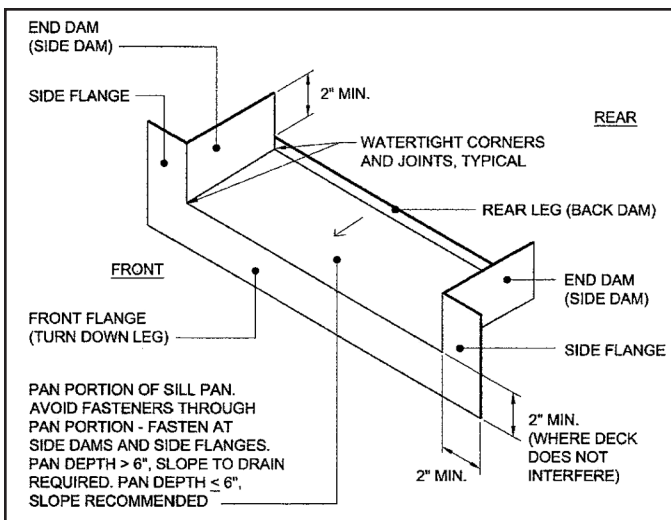 END DAM
(SIDE DAM)
SIDE FLANGE
2" MIN.
REAR
WATERTIGHT CORNERS
AND JOINTS, TYPICAL
REAR LEG (BACK DAM)
FRONT
END DAM
(SIDE DAM)
FRONT FLANGE
(TURN DOWN LEG)
SIDE FLANGE
PAN PORTION OF SILL PAN.
AVOID FASTENERS THROUGH
PAN PORTION - FASTEN AT
SIDE DAMS AND SIDE FLANGES.
PAN DEPTH > 6", SLOPE TO DRAIN
REQUIRED. PAN DEPTH ≤ 6",
SLOPE RECOMMENDED
2" MIN.
2" MIN.
(WHERE DECK
DOES NOT
INTERFERE)